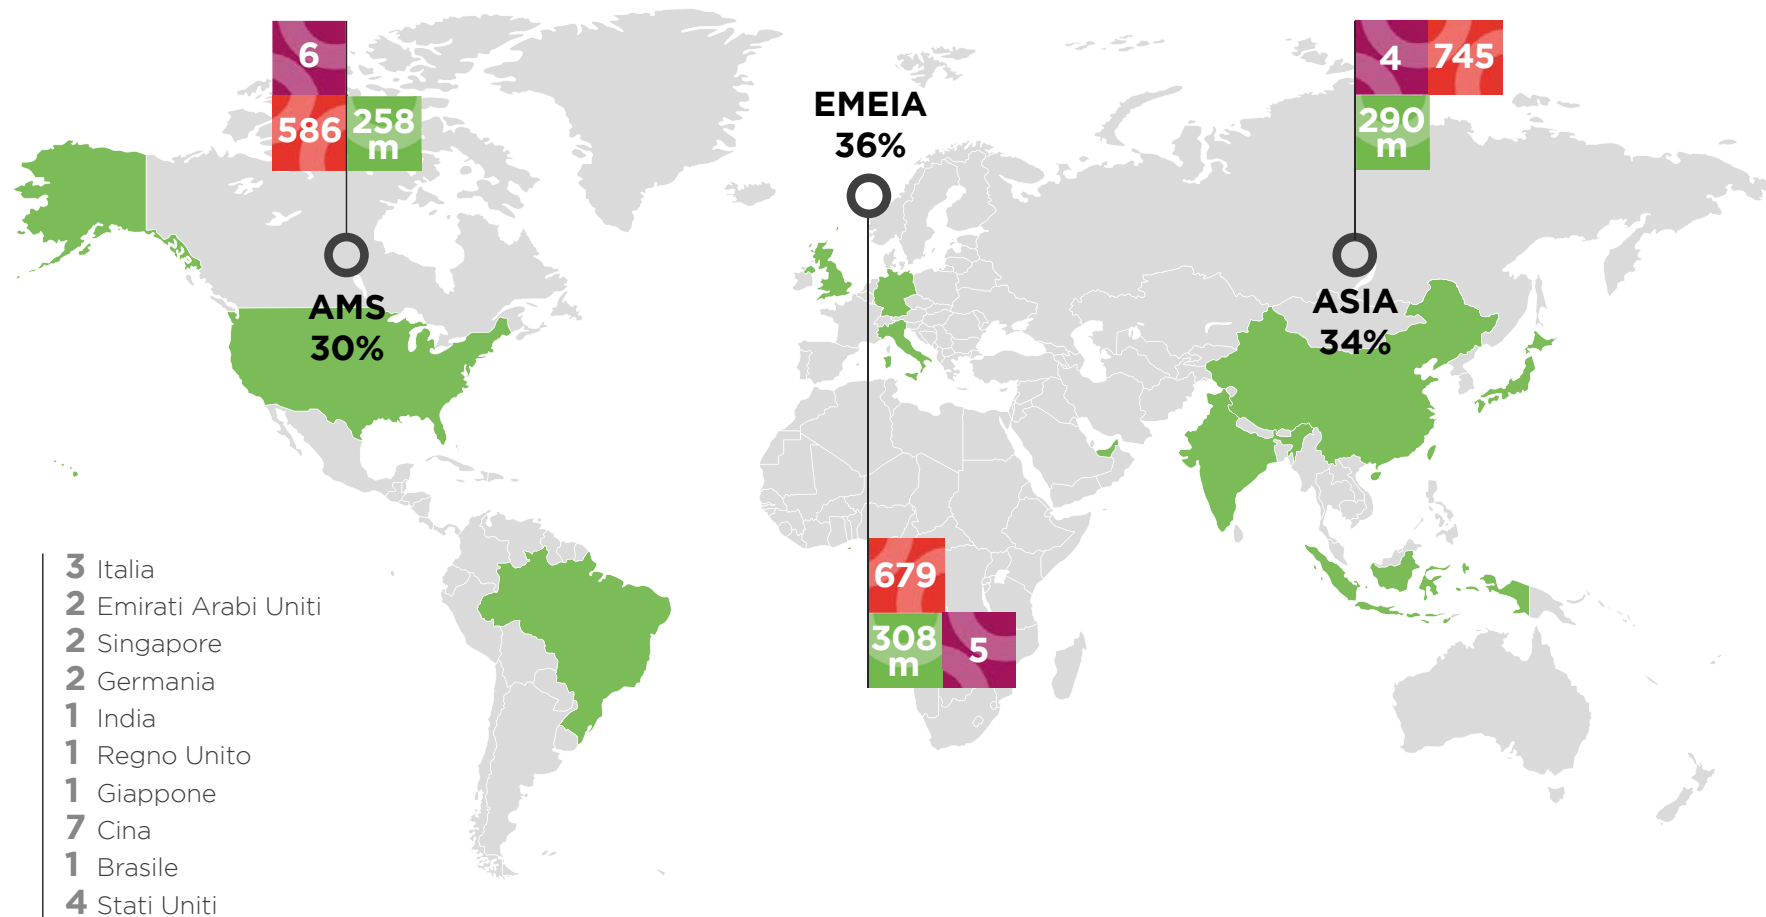 6
586
258
m
AMS
30%
EMEIA
36%
679
308
m
5
4
745
290
m
ASIA
34%
3 Italia
2 Emirati Arabi Uniti
2 Singapore
2 Germania
1 India
1 Regno Unito
1 Giappone
7 Cina
1 Brasile
4 Stati Uniti